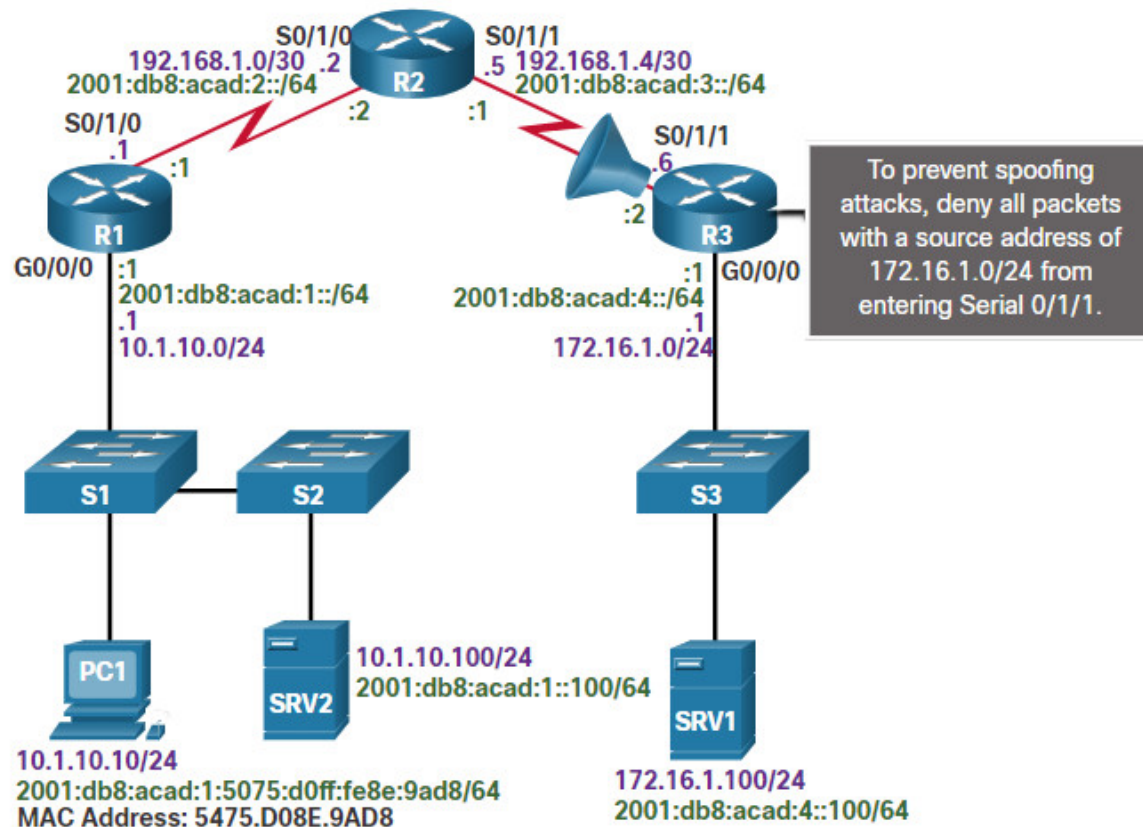 S0/1/0
S0/1/1
192.168.1.0/30
.2
R2
.5
192.168.1.4/30
2001:db8:acad:2::/64
2001:db8:acad:3::/64
:2
:1
S0/1/0
.1
:1
S0/1/1
.6
:2
R1
R3
To prevent spoofing
attacks, deny all packets
with a source address of
172.16.1.0/24 from
entering Serial 0/1/1.
G0/0/0
:1
2001:db8:acad:1::/64
.1
10.1.10.0/24
:1
G0/0/0
2001:db8:acad:4::/64
.1
172.16.1.0/24
S1
S2
S3
PC1
10.1.10.100/24
2001:db8:acad:1::100/64
SRV2
SRV1
10.1.10.10/24
2001:db8:acad:1:5075:d0ff:fe8e:9ad8/64
MAC Address: 5475.D08E.9AD8
172.16.1.100/24
2001:db8:acad:4::100/64